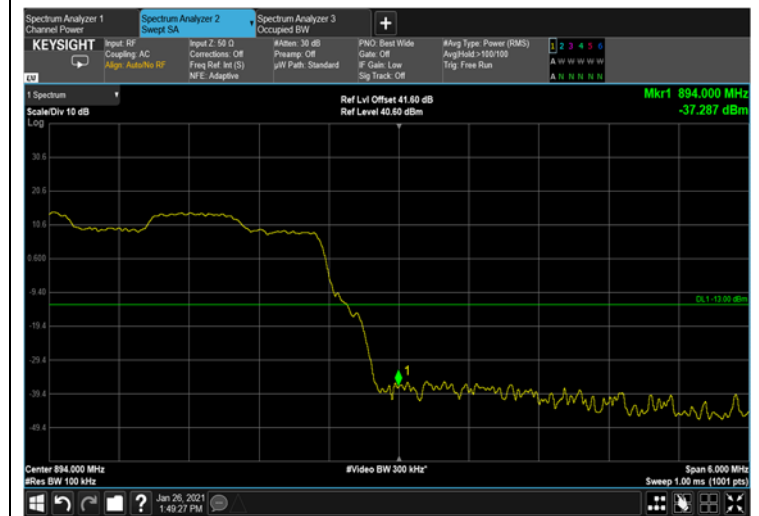 Spectrum Analyzer 1
Channel Power
Spectrum Analyzer 2
Swept SA
Spectrum Analyzer 3
Occupied BW
KEYSIGHT
Input: RF
Coupling: AC
Align: Auto/No RF
Input Z: 50 Ω
Corrections: Off
Freq Ref: Int (S)
NFE: Adaptive
#Atten: 30 dB
Preamp: Off
µW Path: Standard
PNO: Best Wide
Gate: Off
IF Gain: Low
Sig Track: Off
#Avg Type: Power (RMS)
Avg|Hold:>100/100
Trig: Free Run
1 2 3 4 5 6
A W W W W W
A N N N N N
LXI
1 Spectrum
Scale/Div 10 dB
Log
Ref Lvl Offset 41.60 dB
Ref Level 40.60 dBm
Mkr1 894.000 MHz
-37.287 dBm
30.6
20.6
10.6
0.600
-9.40
DL1 -13.00 dBm
-19.4
-29.4
1
-39.4
-49.4
Center 894.000 MHz
#Video BW 300 kHz*
Span 6.000 MHz
#Res BW 100 kHz
Sweep 1.00 ms (1001 pts)
Jan 26, 2021
1:49:27 PM